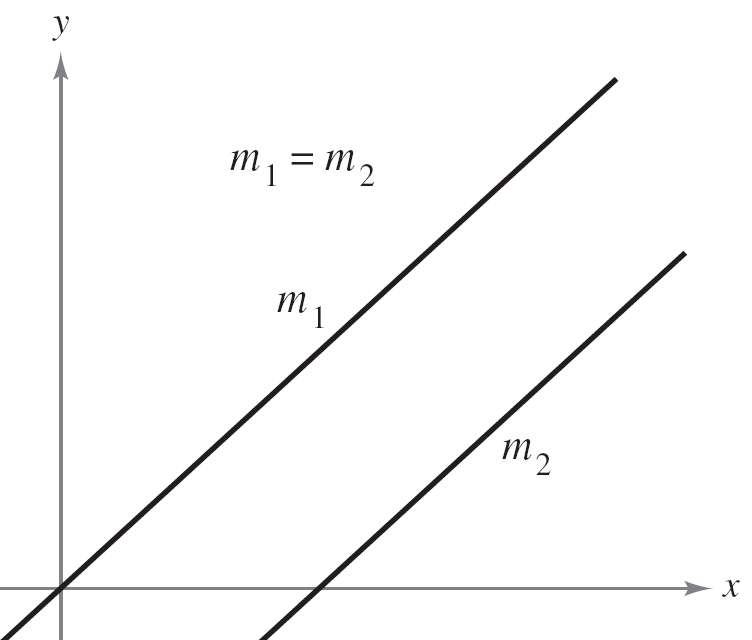 y
m₁ = m₂
m₁
m₂
x